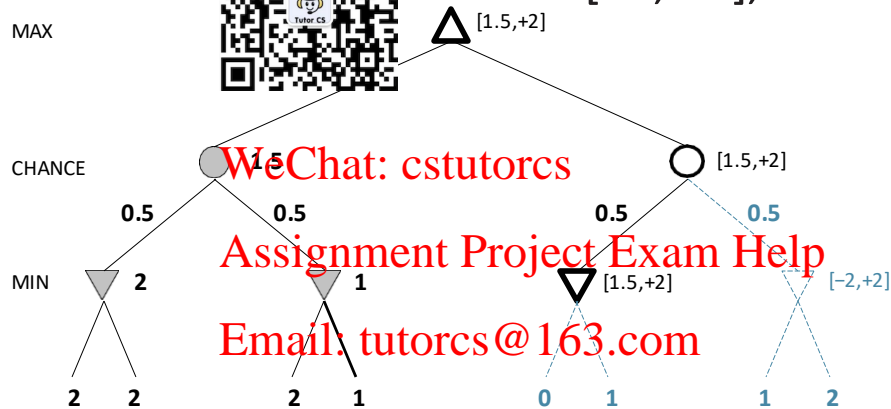 Tutor CS
MAX [1.5,+2]
CHANCE 1.5 [1.5,+2]
WeChat: cstutorcs
0.5 0.5 0.5 0.5
Assignment Project Exam Help
MIN 2 1 [1.5,+2] [−2,+2]
Email: tutorcs@163.com
2 2 2 1 0 1 1 2